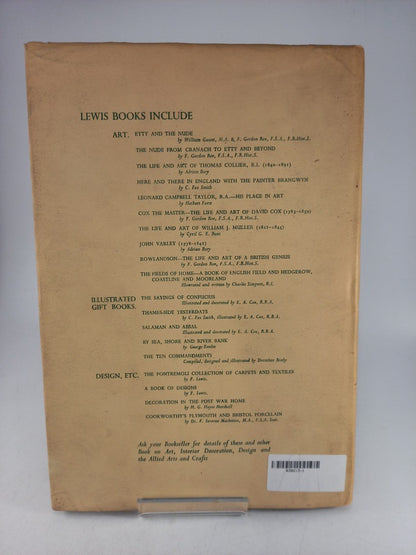 LEWIS BOOKS INCLUDE
ART. ETTY AND THE NUDE
by William Gaunt, M.A. & F. Gordon Roe, F.S.A., F.R.Hist.S.
THE NUDE FROM CRANACH TO ETTY AND BEYOND
by F. Gordon Roe, F.S.A., F.R.Hist.S.
THE LIFE AND ART OF THOMAS COLLIER, R.I. (1840-1891)
by Adrian Bury
HERE AND THERE IN ENGLAND WITH THE PAINTER BRANGWYN
by C. Fox Smith
LEONARD CAMPBELL TAYLOR, R.A.—HIS PLACE IN ART
by Herbert Furst
COX THE MASTER—THE LIFE AND ART OF DAVID COX (1783-1859)
by F. Gordon Roe, F.S.A., F.R.Hist.S.
THE LIFE AND ART OF WILLIAM J. MÜLLER (1812-1845)
by Cyril G. E. Bunt
JOHN VARLEY (1778-1842)
by Adrian Bury
ROWLANDSON—THE LIFE AND ART OF A BRITISH GENIUS
by F. Gordon Roe, F.S.A., F.R.Hist.S.
THE FIELDS OF HOME—A BOOK OF ENGLISH FIELD AND HEDGEROW,
COASTLINE AND MOORLAND
Illustrated and written by Charles Simpson, R.I.
ILLUSTRATED THE SAYINGS OF CONFUCIUS
GIFT BOOKS. Illustrated and decorated by E. A. Cox, R.B.A.
THAMES-SIDE YESTERDAYS
by C. Fox Smith, illustrated by E. A. Cox, R.B.A.
SALAMAN AND ABSAL
Illustrated and decorated by E. A. Cox, R.B.A.
BY SEA, SHORE AND RIVER BANK
by George
THE TEN COMMANDMENTS
Compiled, designed and illustrated by Dorothea Braby
DESIGN, ETC. THE PONTREMOLI COLLECTION OF CARPETS AND TEXTILES
by F. Lewis.
A BOOK OF DESIGNS
by F. Lewis.
DECORATION IN THE POST WAR HOME
by H. G. Hayes Marshall
COOKWORTHY'S PLYMOUTH AND BRISTOL PORCELAIN
by Dr. F. Severne Mackenna, M.A., F.S.A. Scot.
Ask your Bookseller for details of these and other
Book on Art, Interior Decoration, Design and
the Allied Arts and Crafts